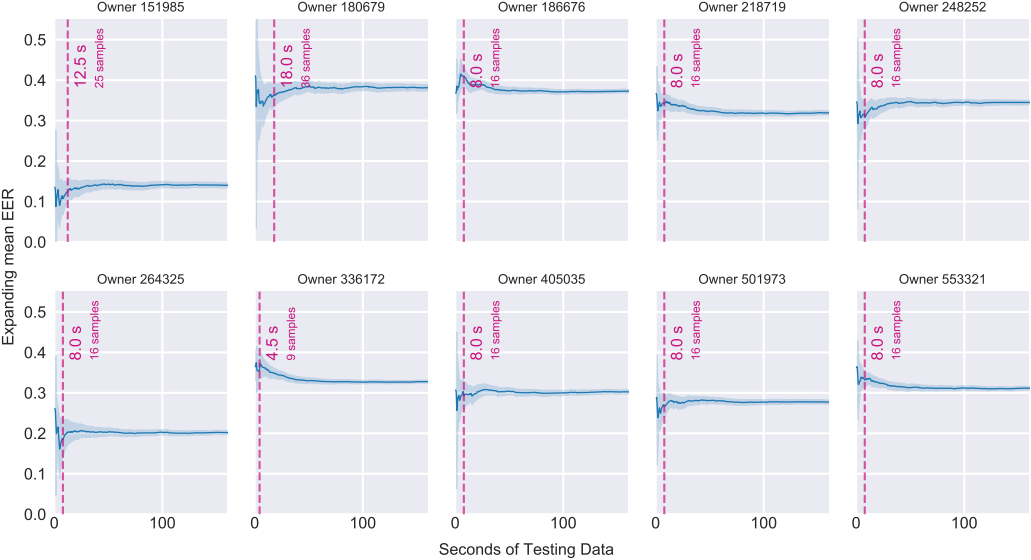 Owner 151985
Owner 180679
Owner 186676
Owner 218719
Owner 248252
0.5
0.4
0.3
0.2
0.1
0.0
12.5 s
25 samples
18.0 s
36 samples
8.0 s
16 samples
8.0 s
16 samples
8.0 s
16 samples
Expanding mean EER
Owner 264325
Owner 336172
Owner 405035
Owner 501973
Owner 553321
0.5
0.4
0.3
0.2
0.1
0.0
8.0 s
16 samples
4.5 s
9 samples
8.0 s
16 samples
8.0 s
16 samples
8.0 s
16 samples
0 100
0 100
0 100
0 100
0 100
Seconds of Testing Data